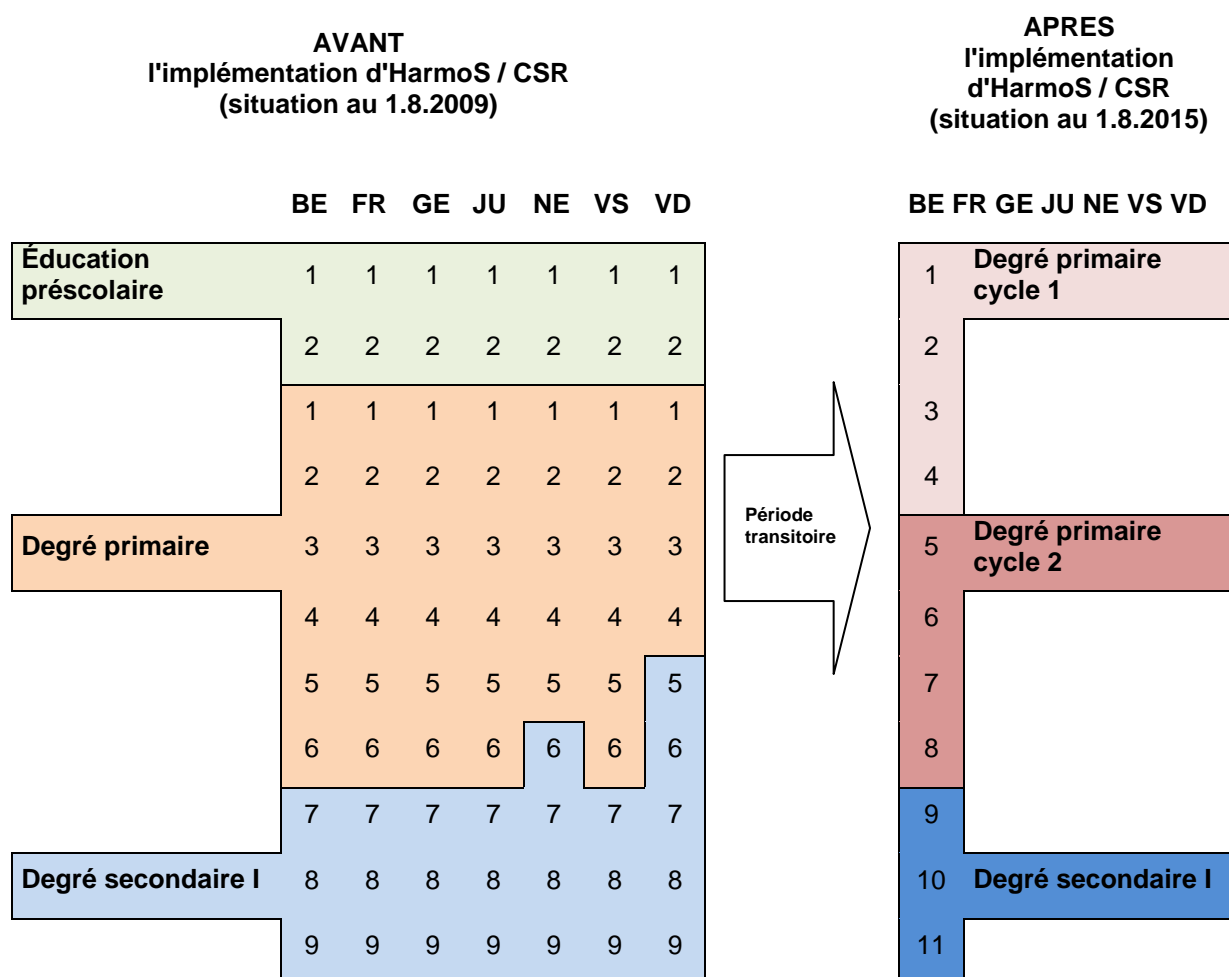 AVANT
l'implémentation d'HarmoS / CSR
(situation au 1.8.2009)
APRES
l'implémentation
d'HarmoS / CSR
(situation au 1.8.2015)
BE FR GE JU NE VS VD
BE FR GE JU NE VS VD
Éducation
préscolaire
1 1 1 1 1 1 1
2 2 2 2 2 2 2
1 1 1 1 1 1 1
2 2 2 2 2 2 2
Degré primaire 3 3 3 3 3 3 3
4 4 4 4 4 4 4
5 5 5 5 5 5 5
6 6 6 6 6 6 6
7 7 7 7 7 7 7
Degré secondaire I 8 8 8 8 8 8 8
9 9 9 9 9 9 9
Période
transitoire
1 Degré primaire
cycle 1
2
3
4
5 Degré primaire
cycle 2
6
7
8
9
10 Degré secondaire I
11